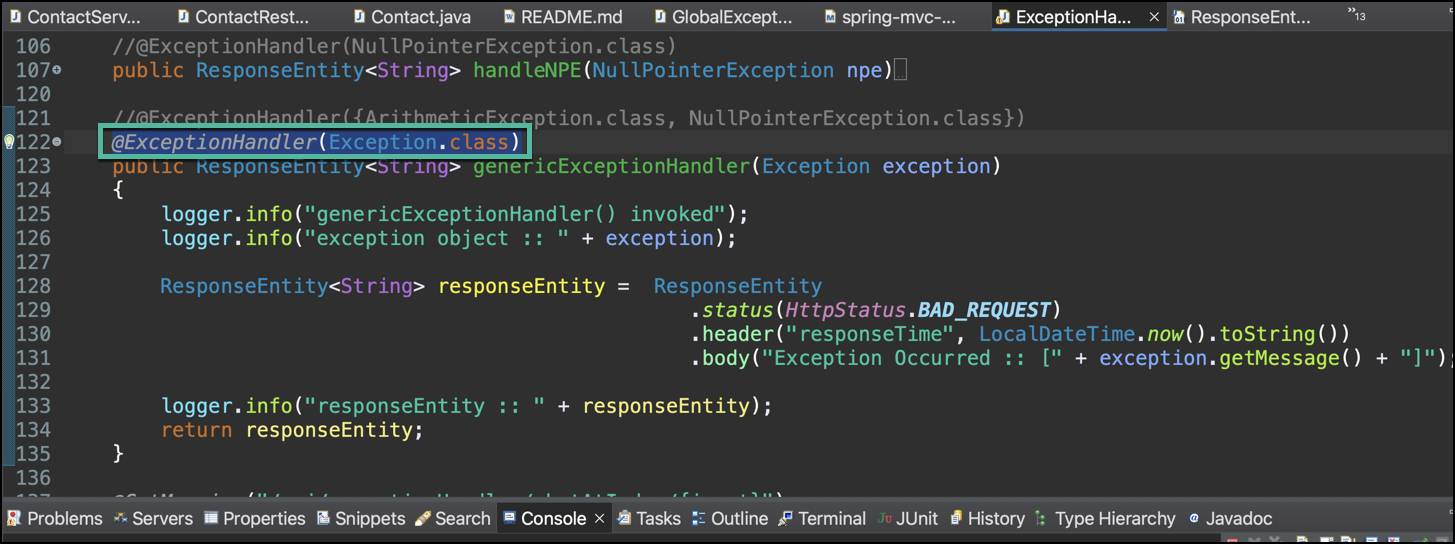 ContactServ... ContactRest... Contact.java README.md GlobalExcept... spring-mvc-... ExceptionHa... × ResponseEnt... »13
106 //@ExceptionHandler(NullPointerException.class)
107 public ResponseEntity<String> handleNPE(NullPointerException npe)
120
121 //@ExceptionHandler({ArithmeticException.class, NullPointerException.class})
122 @ExceptionHandler(Exception.class)
123 public ResponseEntity<String> genericExceptionHandler(Exception exception)
124 {
125 logger.info("genericExceptionHandler() invoked");
126 logger.info("exception object :: " + exception);
127
128 ResponseEntity<String> responseEntity = ResponseEntity
129 .status(HttpStatus.BAD_REQUEST)
130 .header("responseTime", LocalDateTime.now().toString())
131 .body("Exception Occurred :: [" + exception.getMessage() + "]");
132
133 logger.info("responseEntity :: " + responseEntity);
134 return responseEntity;
135 }
136
Problems Servers Properties Snippets Search Console × Tasks Outline Terminal JUnit History Type Hierarchy Javadoc